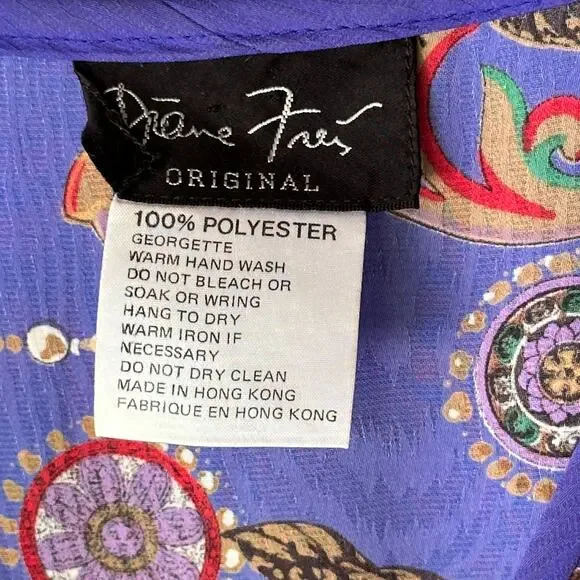 Diane Freis
ORIGINAL
100% POLYESTER
GEORGETTE
WARM HAND WASH
DO NOT BLEACH OR
SOAK OR WRING
HANG TO DRY
WARM IRON IF
NECESSARY
DO NOT DRY CLEAN
MADE IN HONG KONG
FABRIQUE EN HONG KONG